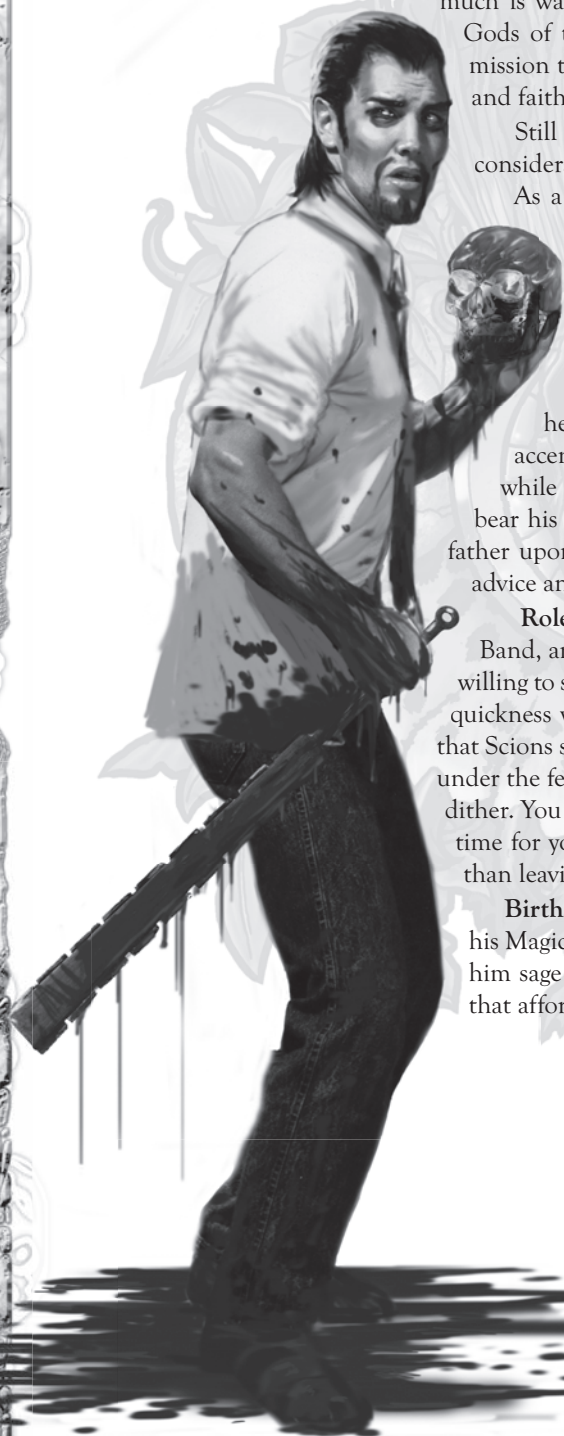 much is wa
Gods of t
mission t
and faith
Still
consider
As a
he
accen
while
bear his
father upon
advice an
Role
Band, an
willing to s
quickness w
that Scions s
under the fe
dither. You
time for yo
than leavi
Birth
his Magic
him sage
that affor